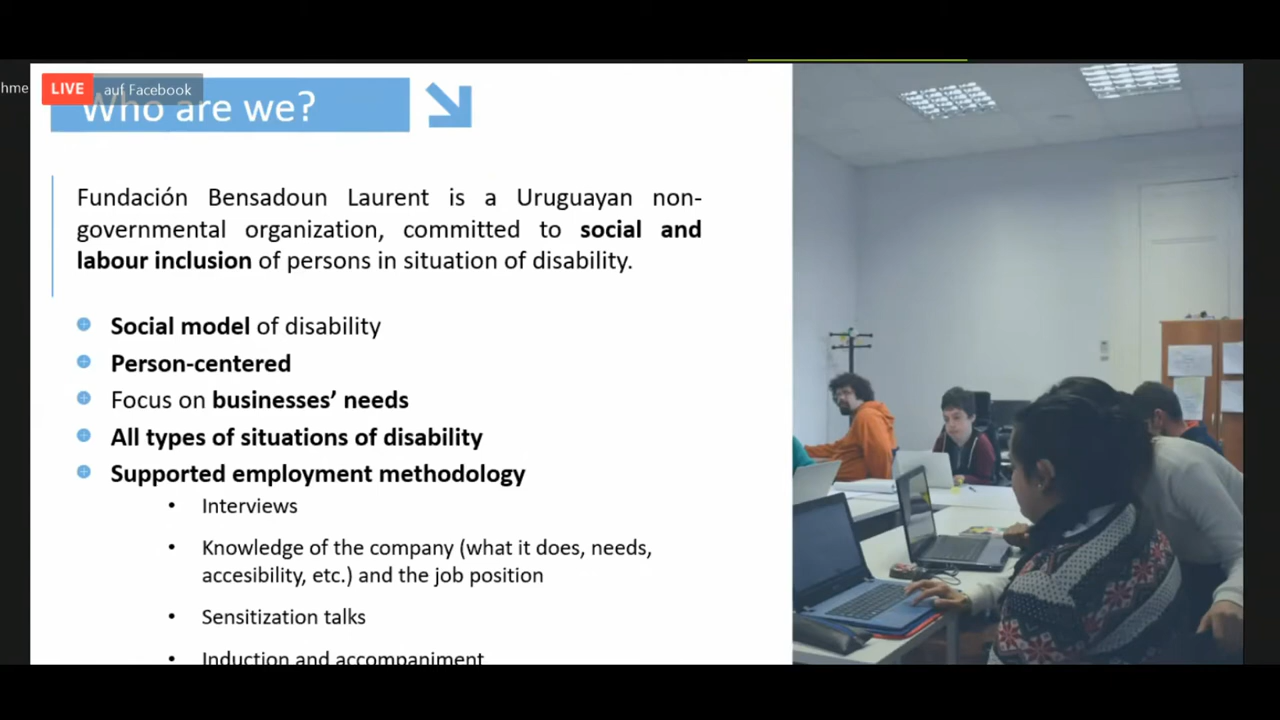 hme
LIVE auf Facebook
Who are we?
Fundación Bensadoun Laurent is a Uruguayan non-
governmental organization, committed to social and
labour inclusion of persons in situation of disability.
Social model of disability
Person-centered
Focus on businesses’ needs
All types of situations of disability
Supported employment methodology
• Interviews
• Knowledge of the company (what it does, needs,
accesibility, etc.) and the job position
• Sensitization talks
• Induction and accompaniment